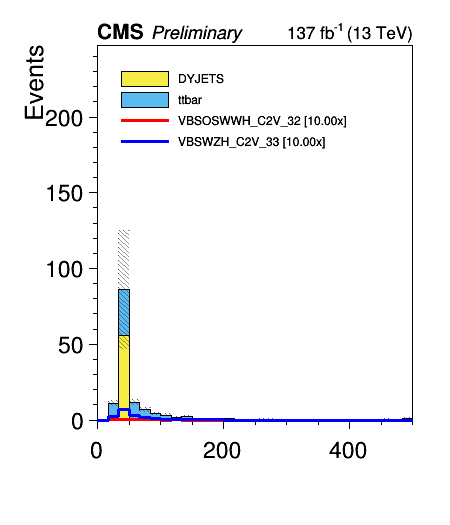 CMS Preliminary 137 fb-1 (13 TeV)
Events
DYJETS
ttbar
VBSOSWWH_C2V_32 [10.00x]
VBSWZH_C2V_33 [10.00x]
200
150
100
50
0
0 200 400